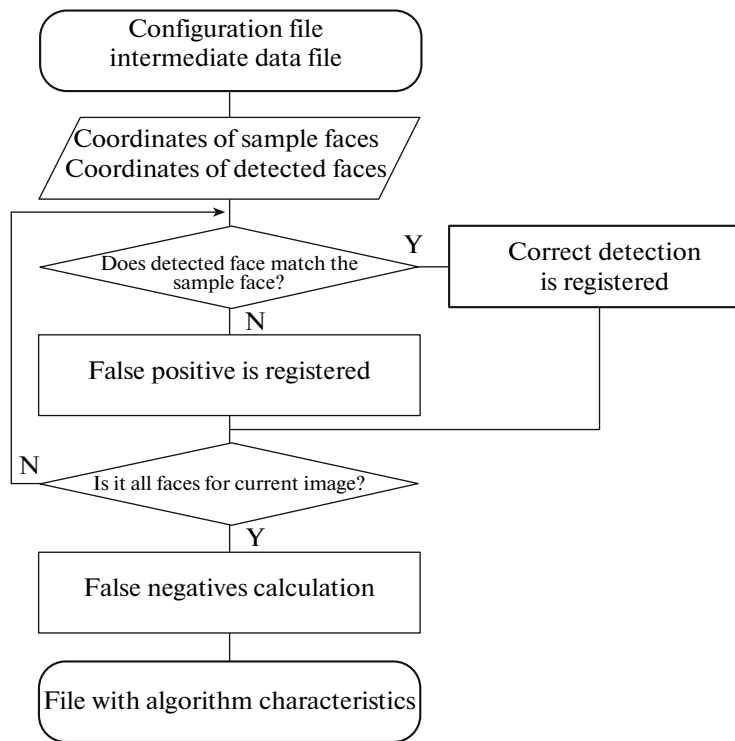 Configuration file
intermediate data file
Coordinates of sample faces
Coordinates of detected faces
Does detected face match the
sample face?
Y
Correct detection
is registered
N
False positive is registered
N
Is it all faces for current image?
Y
False negatives calculation
File with algorithm characteristics